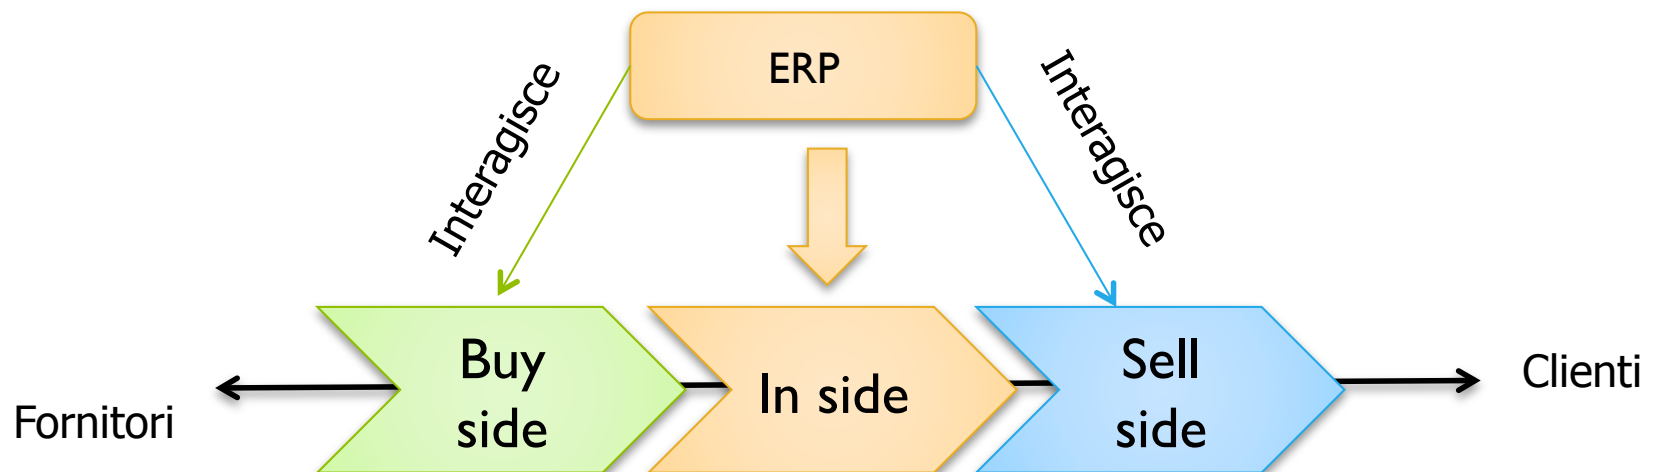 ERP
Interagisce
Interagisce
Buy
side
In side
Sell
side
Fornitori
Clienti